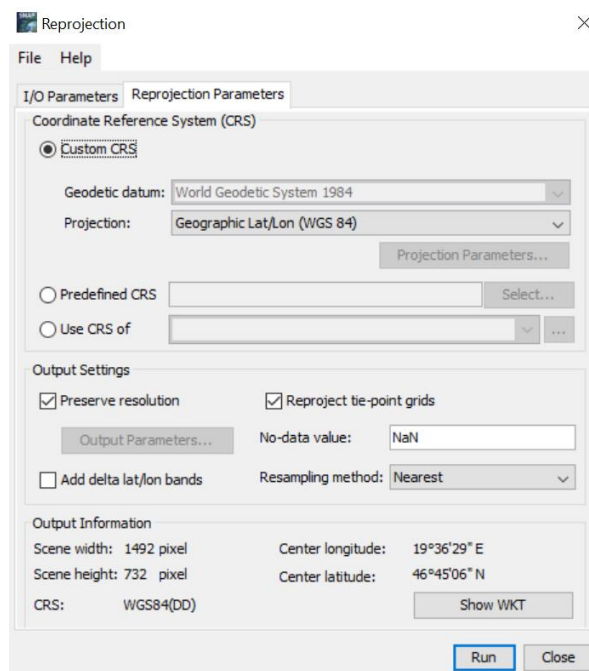 SNAP
Reprojection
File Help
I/O Parameters Reprojection Parameters
Coordinate Reference System (CRS)
Custom CRS
Geodetic datum: World Geodetic System 1984
Projection: Geographic Lat/Lon (WGS 84)
Projection Parameters...
Predefined CRS Select...
Use CRS of ...
Output Settings
Preserve resolution Reproject tie-point grids
Output Parameters... No-data value: NaN
Add delta lat/lon bands Resampling method: Nearest
Output Information
Scene width: 1492 pixel Center longitude: 19°36'29" E
Scene height: 732 pixel Center latitude: 46°45'06" N
CRS: WGS84(DD) Show WKT
Run Close